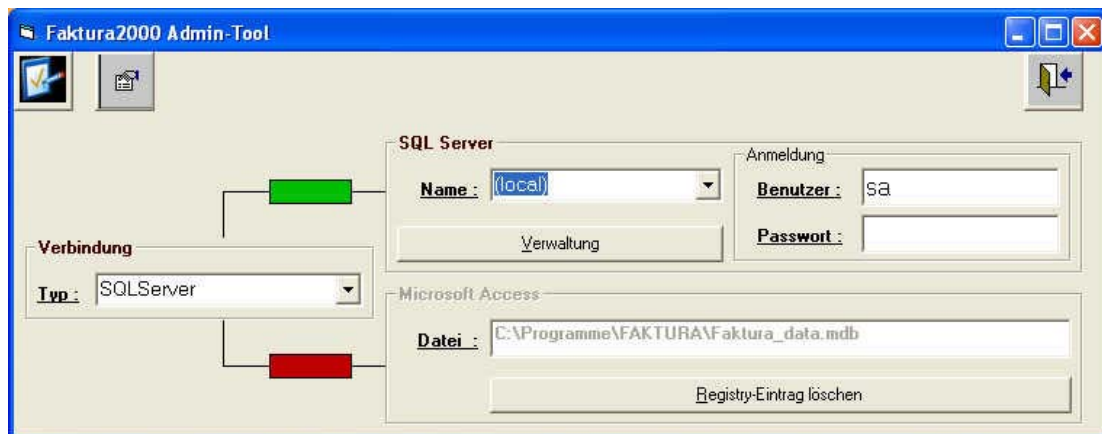 Faktura2000 Admin-Tool
SQL Server
Name :
(local)
Verwaltung
Anmeldung
Benutzer :
sa
Passwort :
Verbindung
Typ :
SQLServer
Microsoft Access
Datei :
C:\Programme\FAKTURA\Faktura_data.mdb
Registry-Eintrag löschen